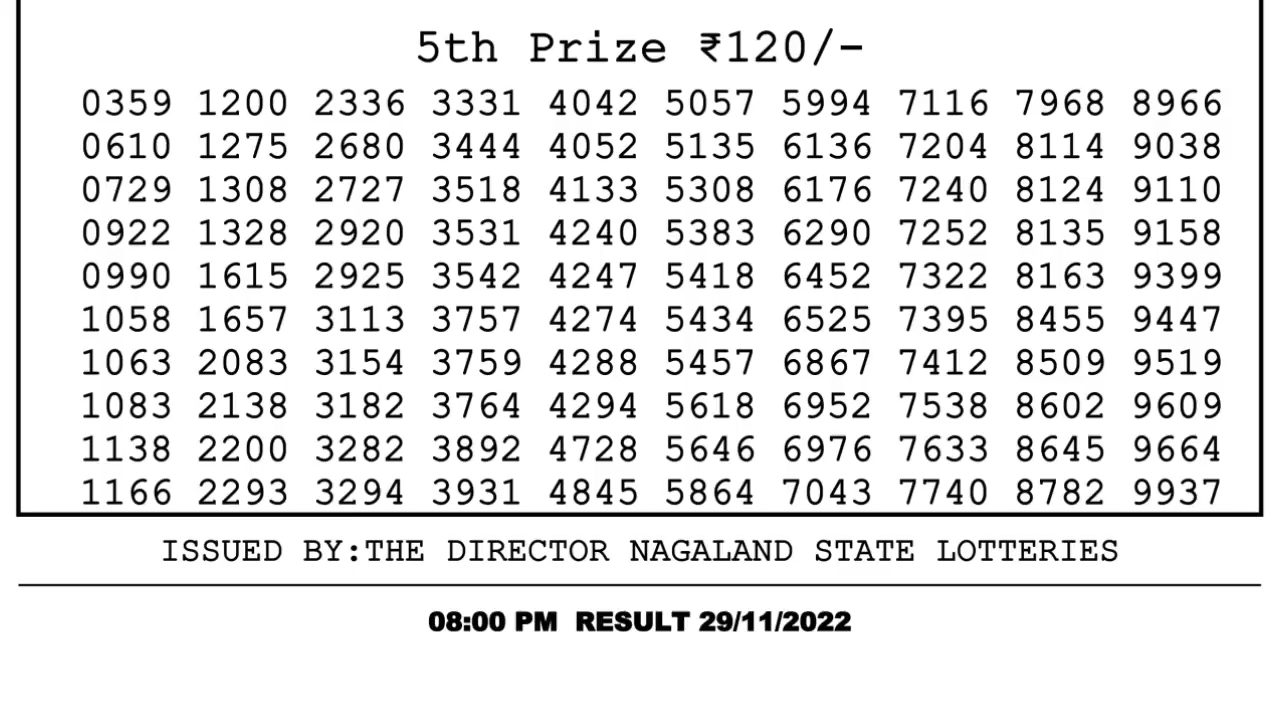 5th Prize ₹120/-
0359 1200 2336 3331 4042 5057 5994 7116 7968 8966
0610 1275 2680 3444 4052 5135 6136 7204 8114 9038
0729 1308 2727 3518 4133 5308 6176 7240 8124 9110
0922 1328 2920 3531 4240 5383 6290 7252 8135 9158
0990 1615 2925 3542 4247 5418 6452 7322 8163 9399
1058 1657 3113 3757 4274 5434 6525 7395 8455 9447
1063 2083 3154 3759 4288 5457 6867 7412 8509 9519
1083 2138 3182 3764 4294 5618 6952 7538 8602 9609
1138 2200 3282 3892 4728 5646 6976 7633 8645 9664
1166 2293 3294 3931 4845 5864 7043 7740 8782 9937
ISSUED BY:THE DIRECTOR NAGALAND STATE LOTTERIES
08:00 PM RESULT 29/11/2022